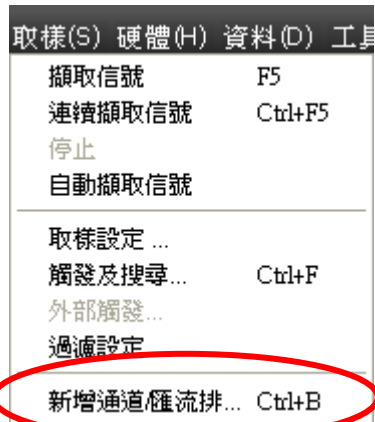 取樣(S) 硬體(H) 資料(D) 工具
擷取信號 F5
連續擷取信號 Ctrl+F5
停止
自動擷取信號
取樣設定 ...
觸發及搜尋... Ctrl+F
外部觸發...
過濾設定
新增通道/匯流排... Ctrl+B